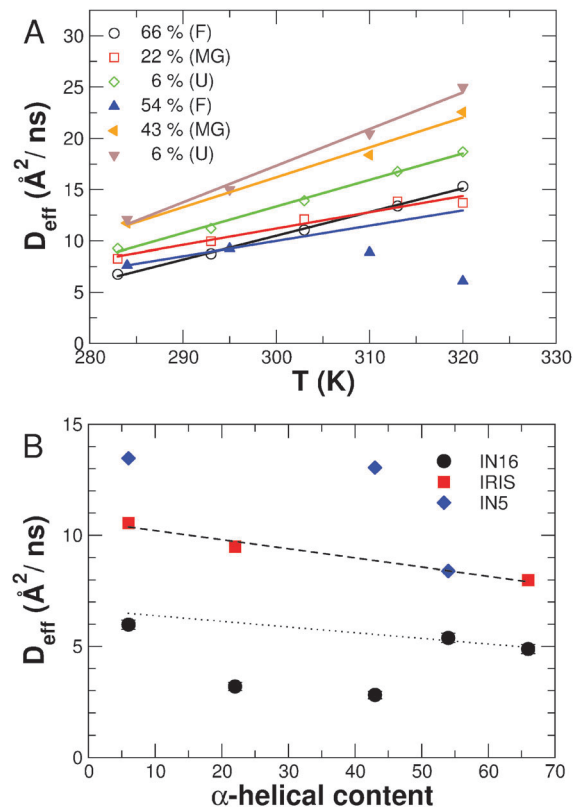 A
66 % (F)
22 % (MG)
6 % (U)
54 % (F)
43 % (MG)
6 % (U)
30
25
20
15
10
5
0
D_eff (Å²/ ns)
280
290
300
310
320
330
T (K)
B
IN16
IRIS
IN5
15
10
5
0
D_eff (Å²/ ns)
0
10
20
30
40
50
60
70
α-helical content